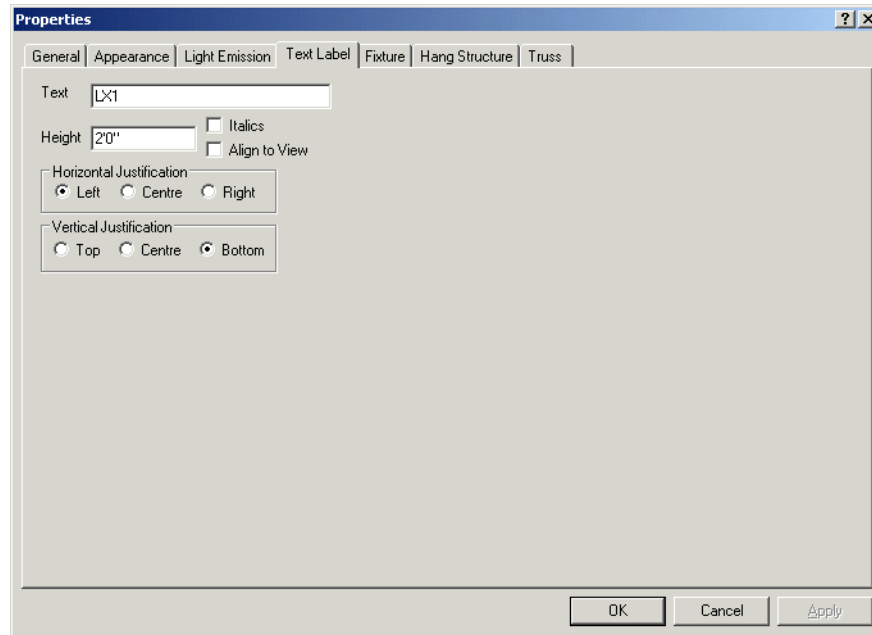 Properties
General Appearance Light Emission Text Label Fixture Hang Structure Truss
Text LX1
Italics
Height 2'0"
Align to View
Horizontal Justification
Left Centre Right
Vertical Justification
Top Centre Bottom
OK Cancel Apply